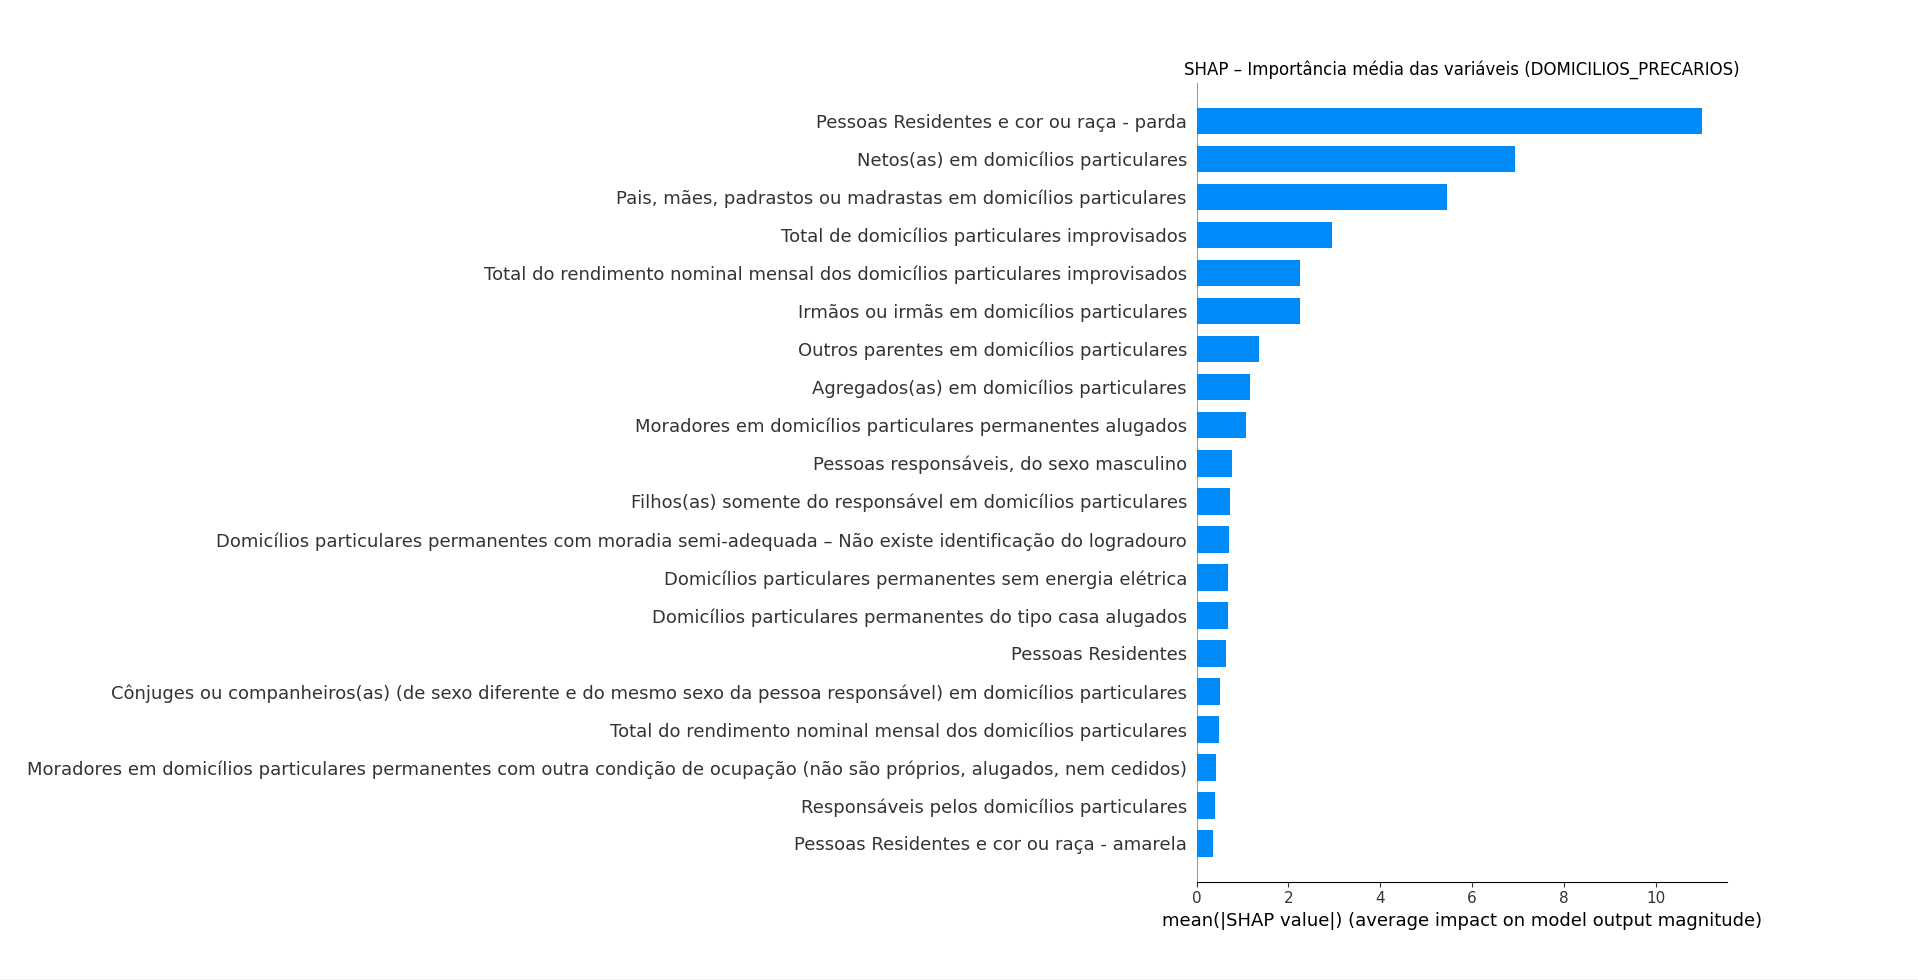 SHAP – Importância média das variáveis (DOMICILIOS_PRECARIOS)
Pessoas Residentes e cor ou raça - parda
Netos(as) em domicílios particulares
Pais, mães, padrastos ou madrastas em domicílios particulares
Total de domicílios particulares improvisados
Total do rendimento nominal mensal dos domicílios particulares improvisados
Irmãos ou irmãs em domicílios particulares
Outros parentes em domicílios particulares
Agregados(as) em domicílios particulares
Moradores em domicílios particulares permanentes alugados
Pessoas responsáveis, do sexo masculino
Filhos(as) somente do responsável em domicílios particulares
Domicílios particulares permanentes com moradia semi-adequada – Não existe identificação do logradouro
Domicílios particulares permanentes sem energia elétrica
Domicílios particulares permanentes do tipo casa alugados
Pessoas Residentes
Cônjuges ou companheiros(as) (de sexo diferente e do mesmo sexo da pessoa responsável) em domicílios particulares
Total do rendimento nominal mensal dos domicílios particulares
Moradores em domicílios particulares permanentes com outra condição de ocupação (não são próprios, alugados, nem cedidos)
Responsáveis pelos domicílios particulares
Pessoas Residentes e cor ou raça - amarela
0 2 4 6 8 10
mean(|SHAP value|) (average impact on model output magnitude)